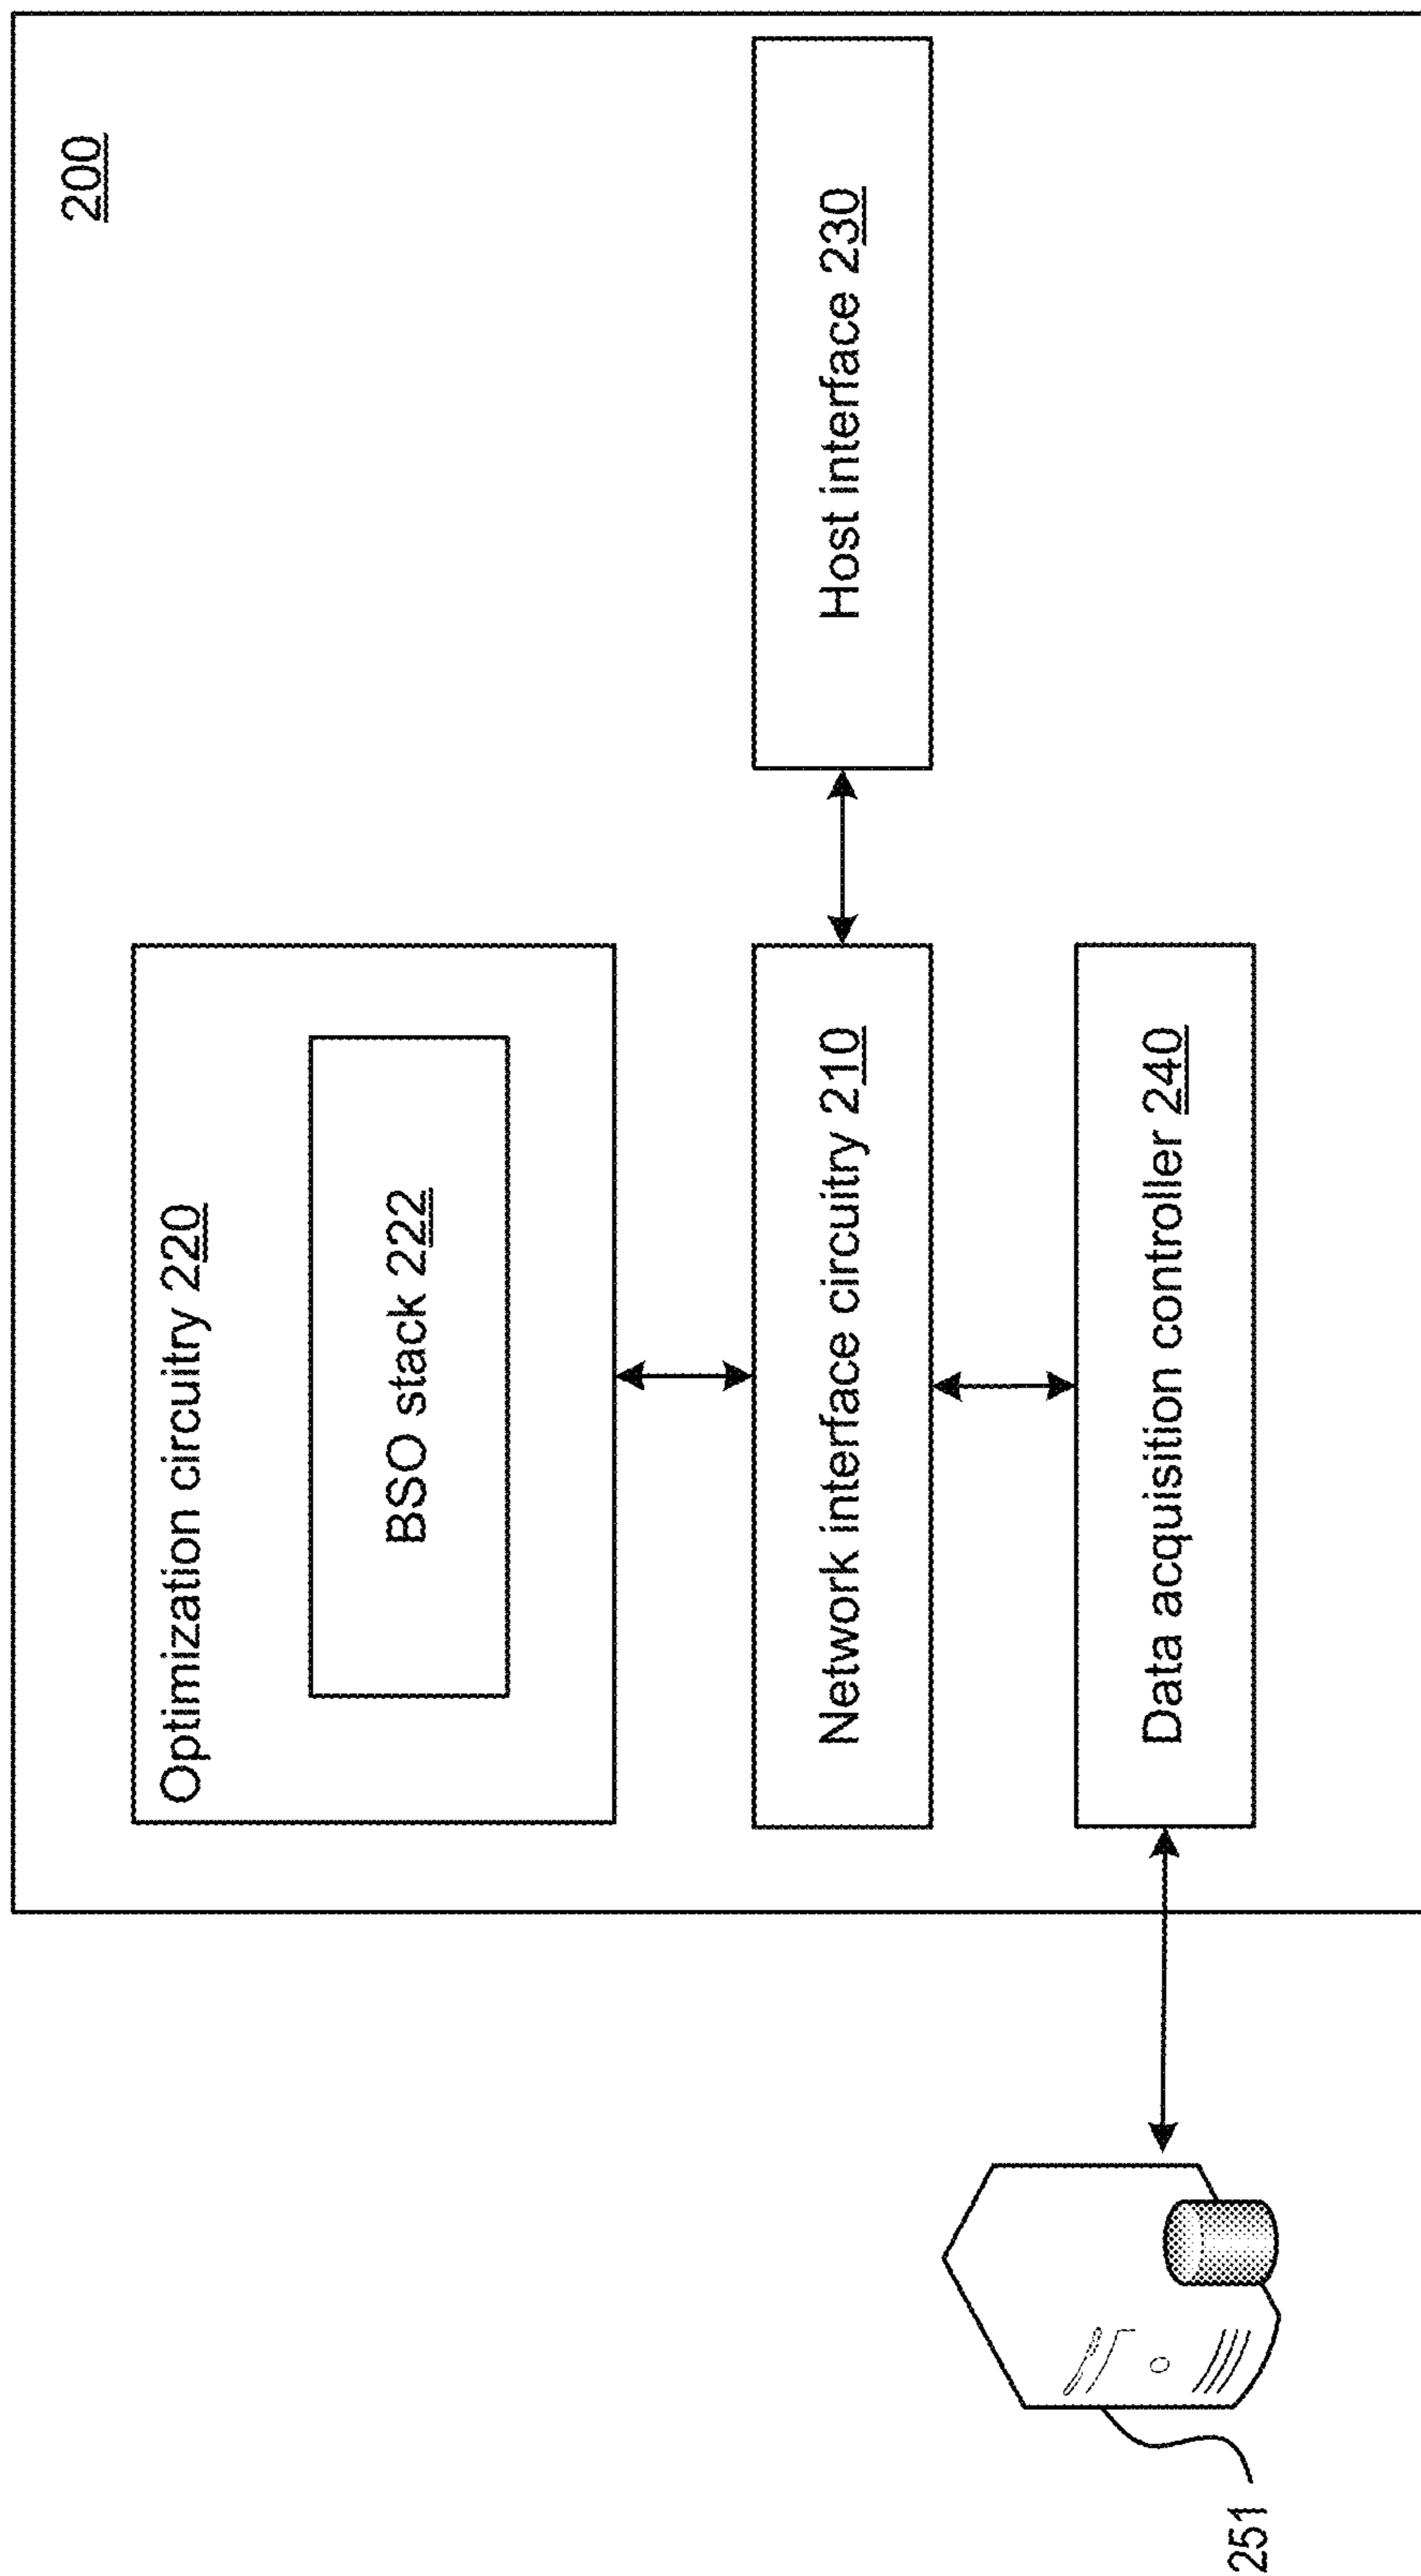 200
Optimization circuitry 220
BSO stack 222
Network interface circuitry 210
Host interface 230
Data acquisition controller 240
251